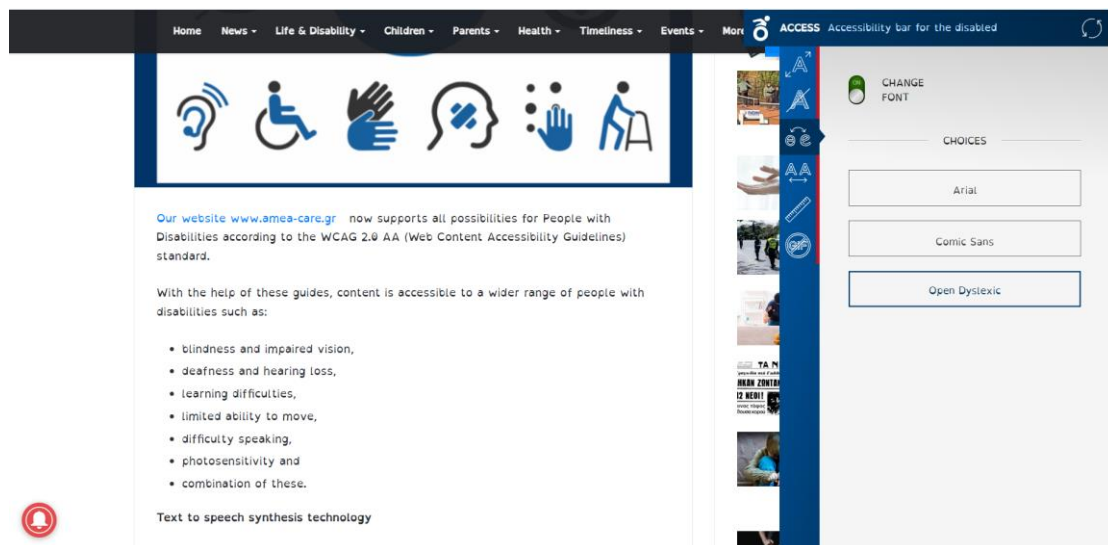 Home News Life & Disability Children Parents Health Timeliness Events More
ACCESS Accessibility bar for the disabled
CHANGE
FONT
CHOICES
Arial
Comic Sans
Open Dyslexic
Our website www.amea-care.gr now supports all possibilities for People with
Disabilities according to the WCAG 2.0 AA (Web Content Accessibility Guidelines)
standard.
With the help of these guides, content is accessible to a wider range of people with
disabilities such as:
• blindness and impaired vision,
• deafness and hearing loss,
• learning difficulties,
• limited ability to move,
• difficulty speaking,
• photosensitivity and
• combination of these.
Text to speech synthesis technology